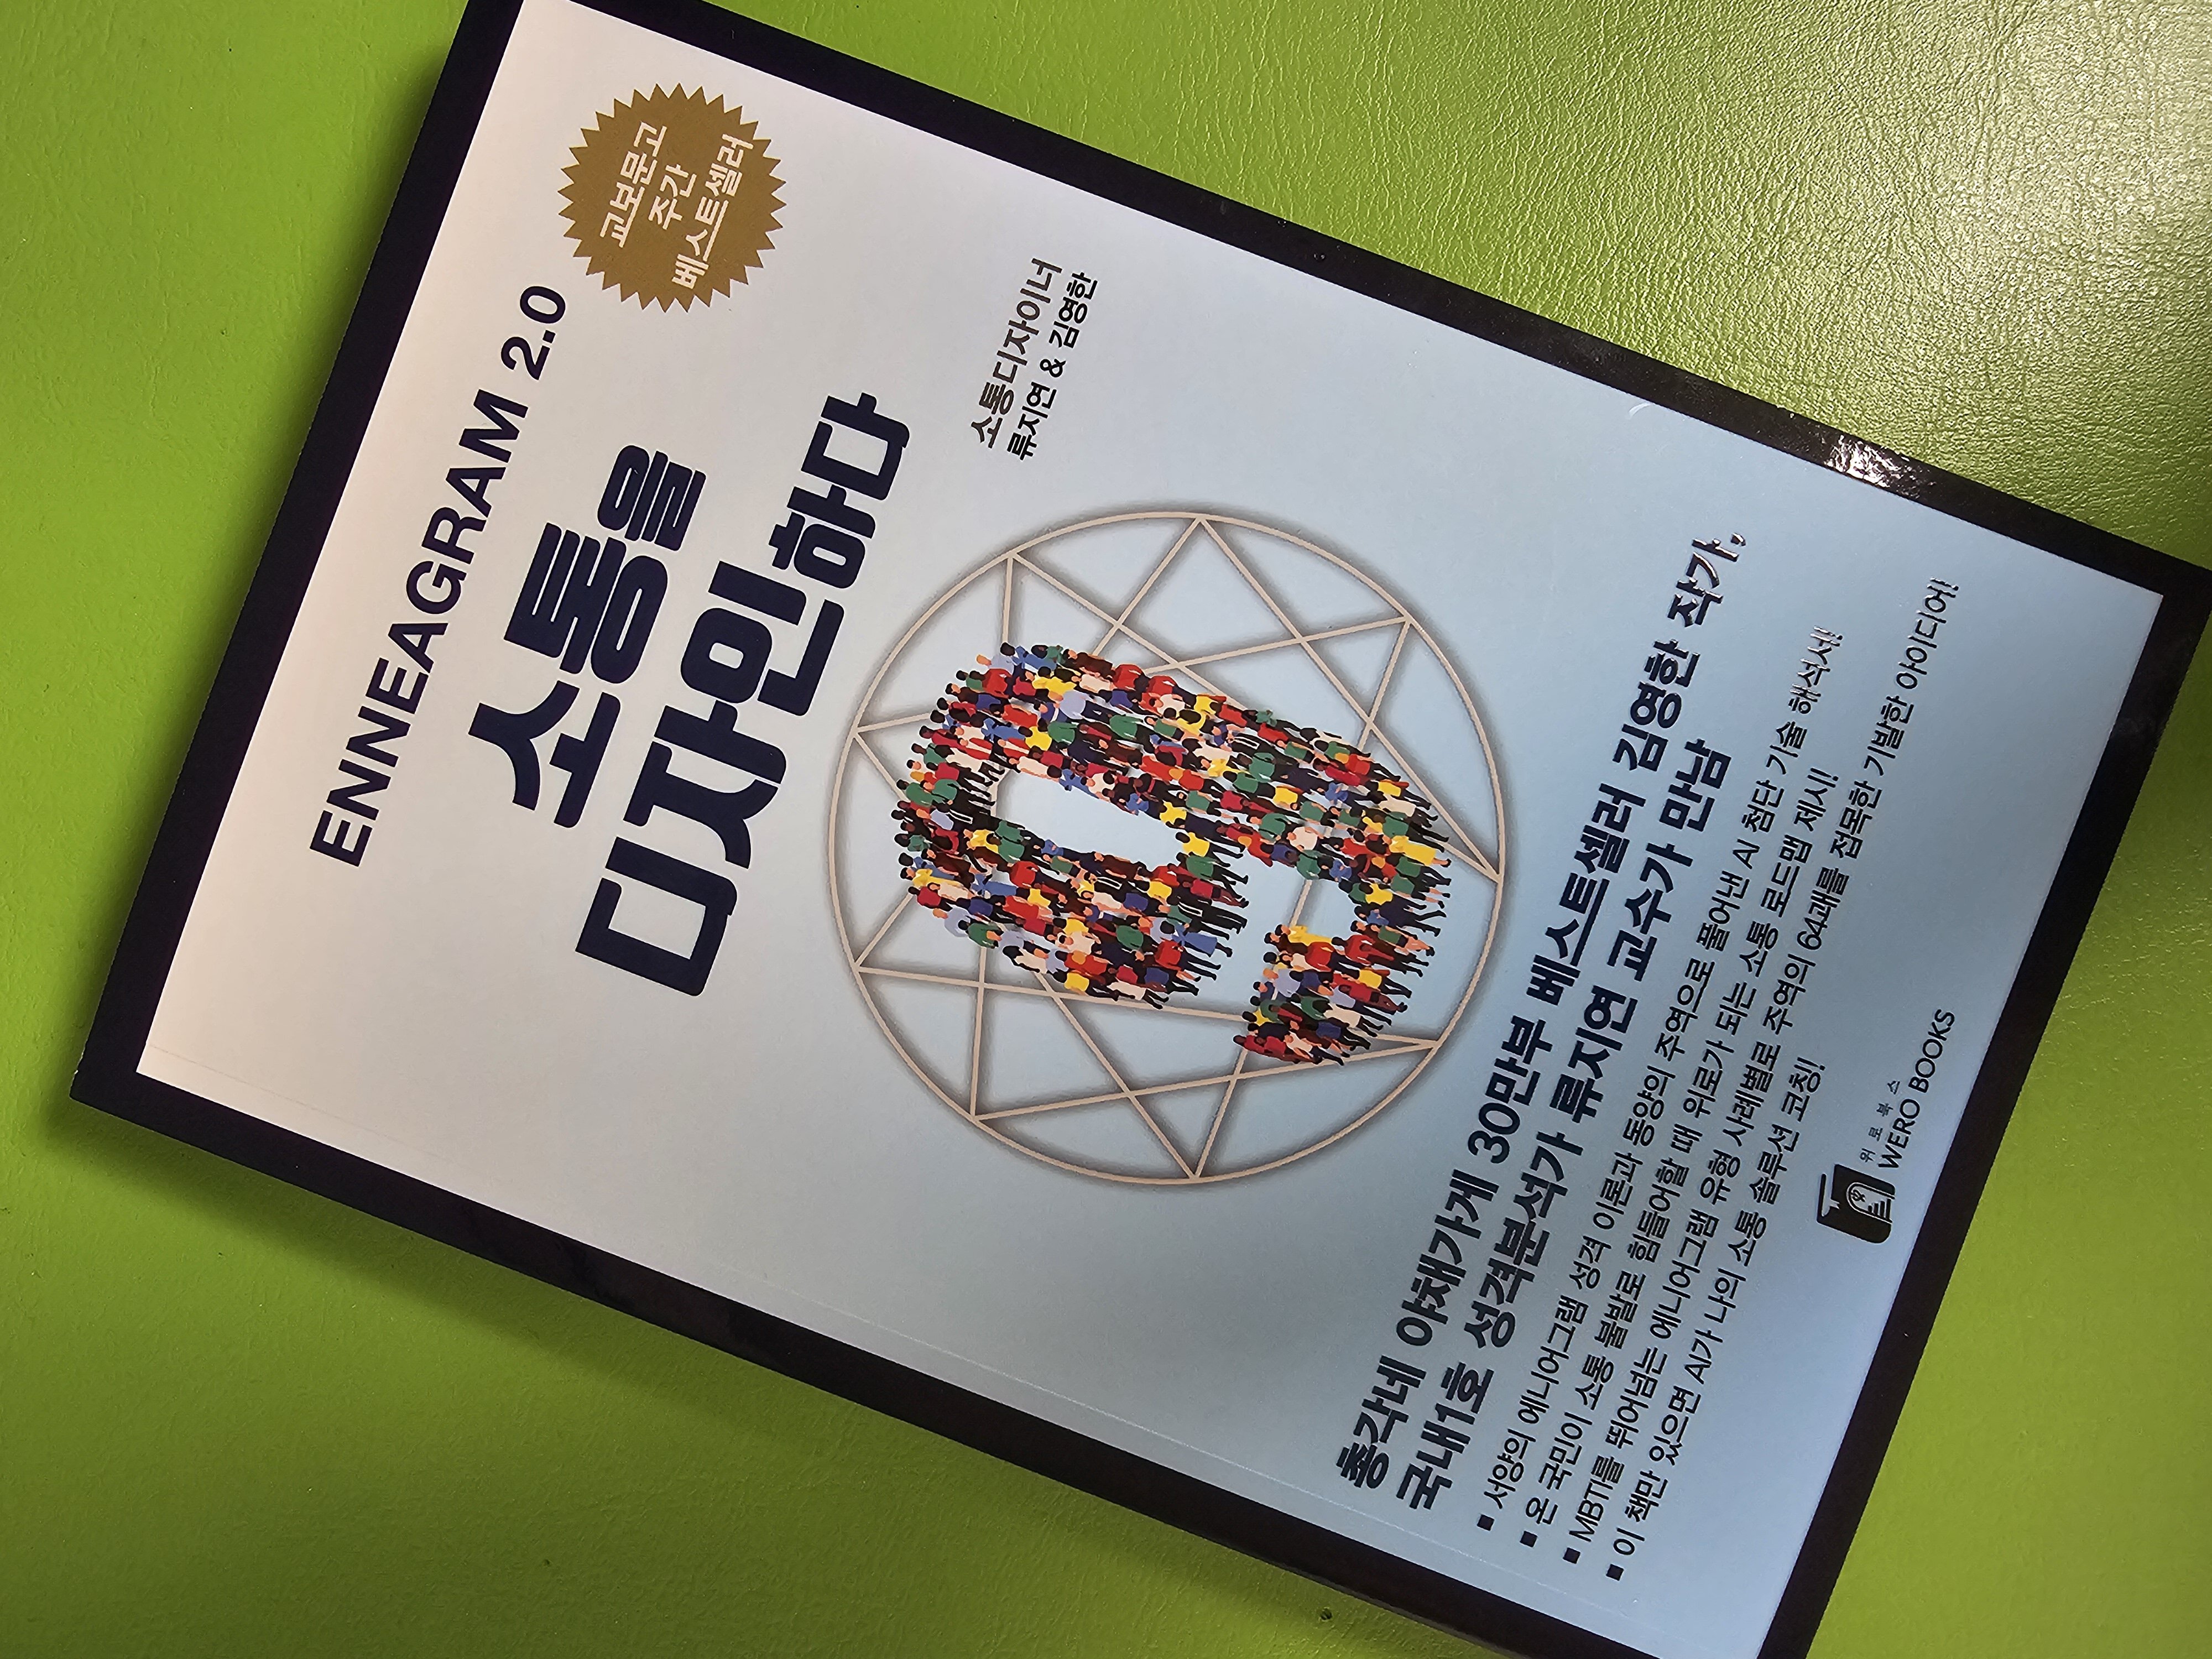 ENNEAGRAM 2.0
교보문고
주간
베스트셀러
소통을
디자인하다
소통디자이너
류지연 & 김영한
총각네 야채가게 30만부 베스트셀러 김영한 작가,
국내1호 성격분석가 류지연 교수가 만남
■ 서양의 에니어그램 성격 이론과 동양의 주역으로 풀어낸 AI 첨단 기술 해석서!
■ 온 국민이 소통 불발로 힘들어할 때 위로가 되는 소통 로드맵 제시!
■ MBTI를 뛰어넘는 에니어그램 유형 사례별로 주역의 64괘를 접목한 기발한 아이디어!
■ 이 책만 있으면 AI가 나의 소통 솔루션 코칭!
위로북스
WERO BOOKS